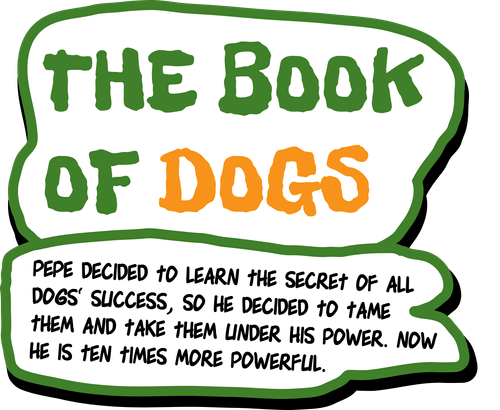 THE BOOK
OF DOGS
PEPE DECIDED TO LEARN THE SECRET OF ALL
DOGS' SUCCESS, SO HE DECIDED TO TAME
THEM AND TAKE THEM UNDER HIS POWER. NOW
HE IS TEN TIMES MORE POWERFUL.